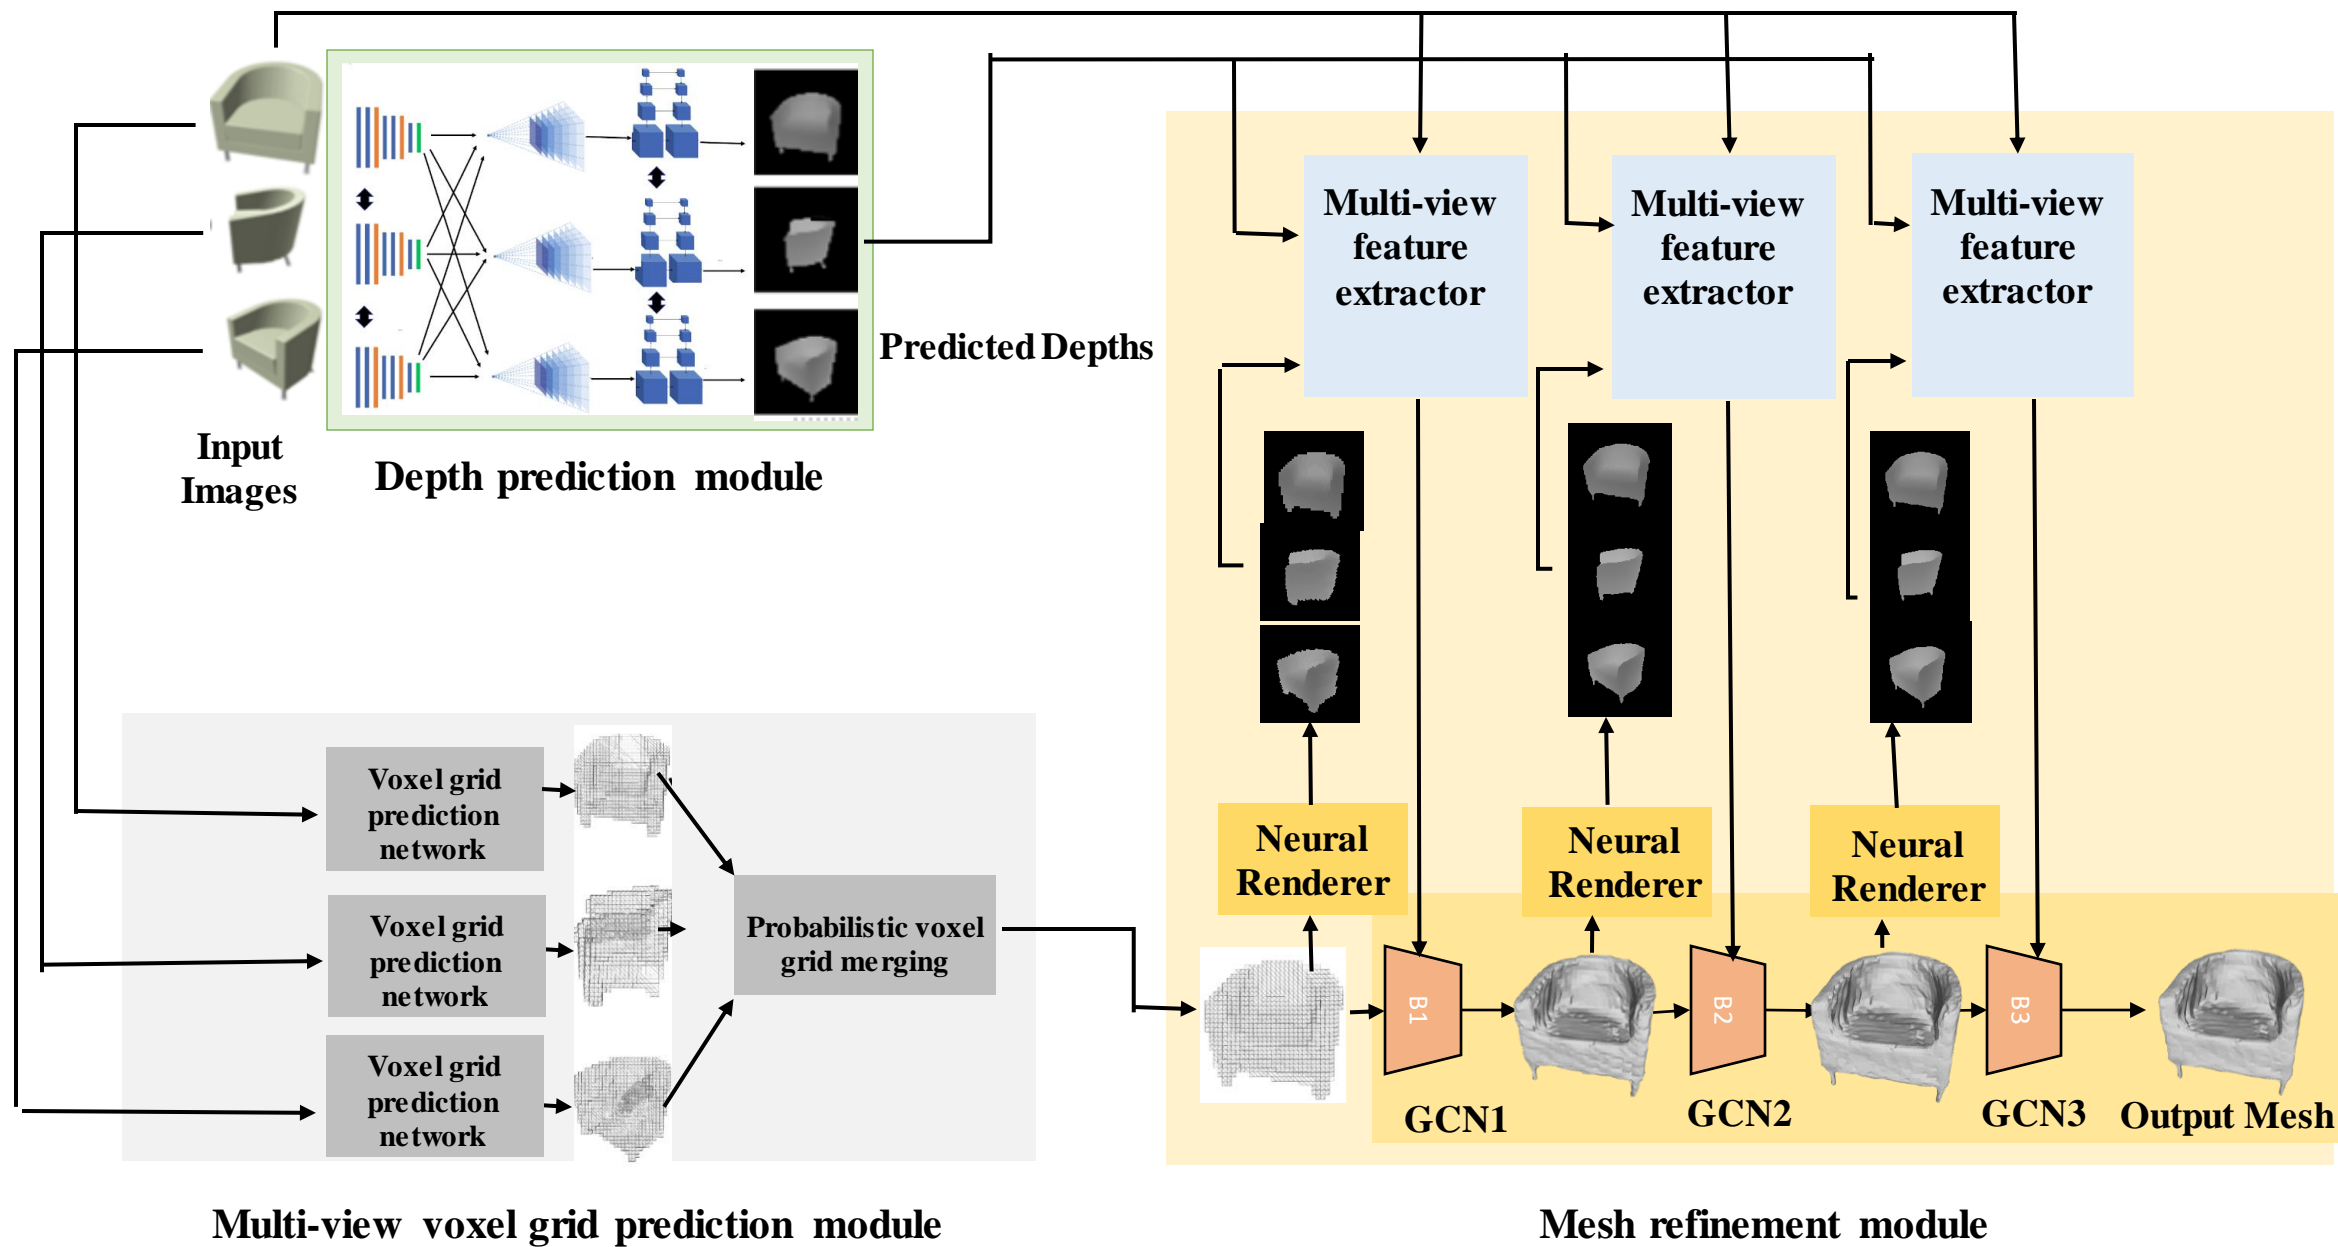 Input
Images
Depth prediction module
Predicted Depths
Multi-view
feature
extractor
Multi-view
feature
extractor
Multi-view
feature
extractor
Voxel grid
prediction
network
Voxel grid
prediction
network
Voxel grid
prediction
network
Probabilistic voxel
grid merging
Neural
Renderer
Neural
Renderer
Neural
Renderer
B1
B2
B3
GCN1
GCN2
GCN3
Output Mesh
Multi-view voxel grid prediction module
Mesh refinement module